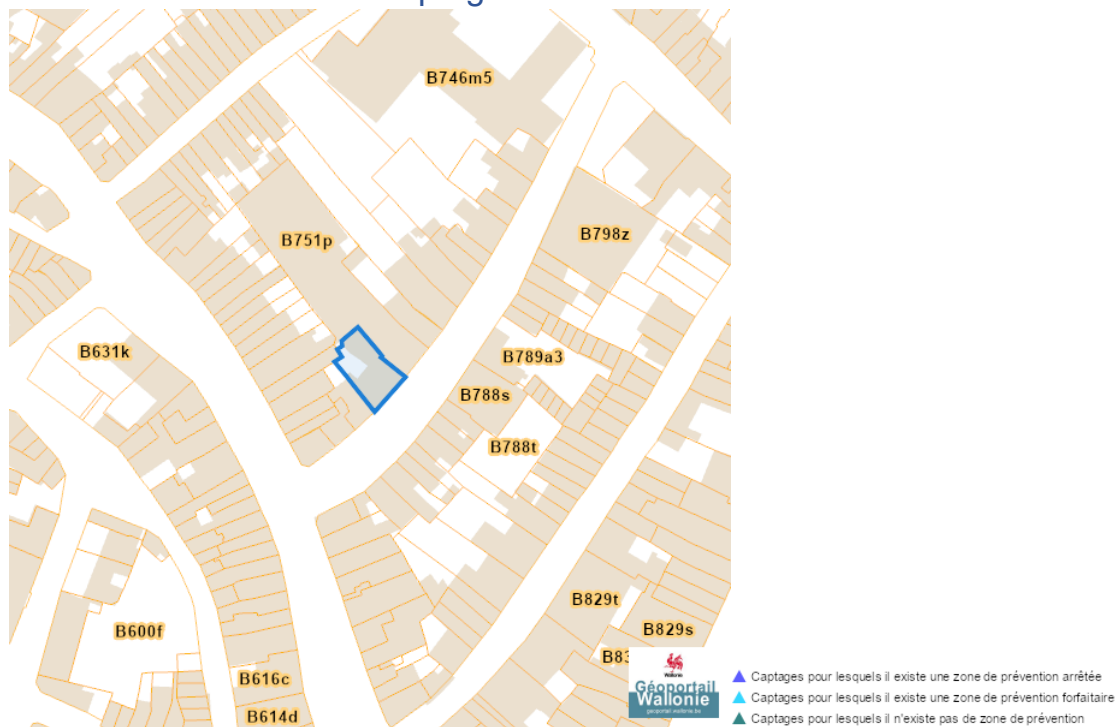 B746m5
B798z
B751p
B631k
B789a3
B788s
B788t
B829t
B600f
B829s
B616c
B614d
Wallonie
Géoportail
Wallonie
geoportail.wallonie.be
Captages pour lesquels il existe une zone de prévention arrêtée
Captages pour lesquels il existe une zone de prévention forfaitaire
Captages pour lesquels il n'existe pas de zone de prévention